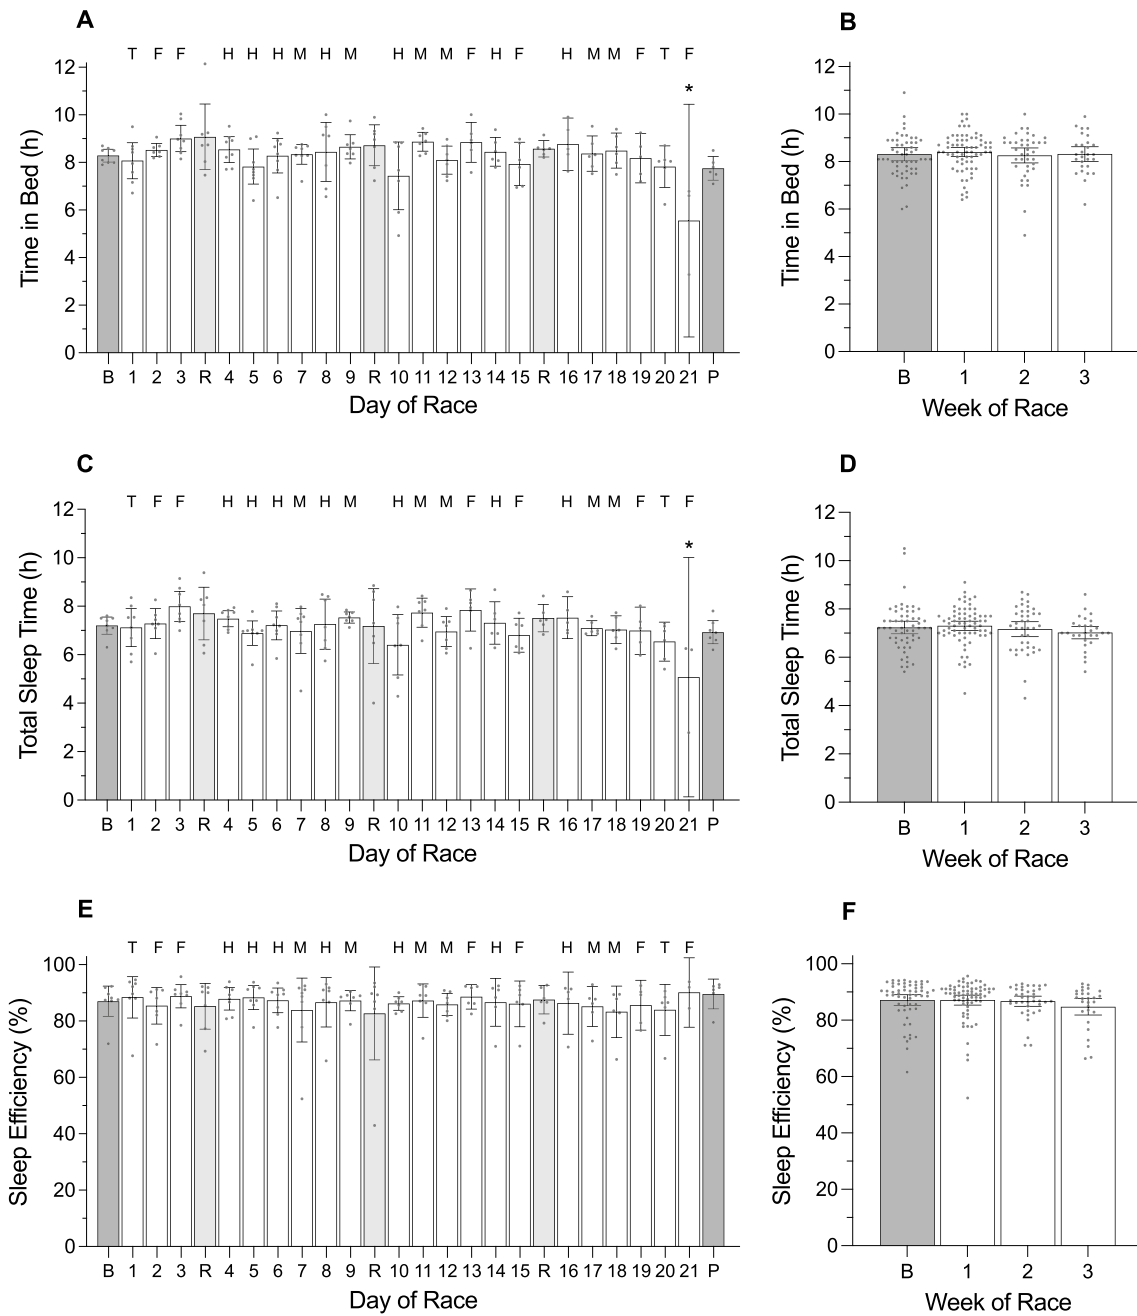 A
T F F H H H M H M H M M F H F H M M F T F
*
12
10
8
6
4
2
0
Time in Bed (h)
B 1 2 3 R 4 5 6 7 8 9 R 10 11 12 13 14 15 R 16 17 18 19 20 21 P
Day of Race
B
12
10
8
6
4
2
0
Time in Bed (h)
B 1 2 3
Week of Race
C
T F F H H H M H M H M M F H F H M M F T F
*
12
10
8
6
4
2
0
Total Sleep Time (h)
B 1 2 3 R 4 5 6 7 8 9 R 10 11 12 13 14 15 R 16 17 18 19 20 21 P
Day of Race
D
12
10
8
6
4
2
0
Total Sleep Time (h)
B 1 2 3
Week of Race
E
T F F H H H M H M H M M F H F H M M F T F
100
80
60
40
20
0
Sleep Efficiency (%)
B 1 2 3 R 4 5 6 7 8 9 R 10 11 12 13 14 15 R 16 17 18 19 20 21 P
Day of Race
F
100
80
60
40
20
0
Sleep Efficiency (%)
B 1 2 3
Week of Race